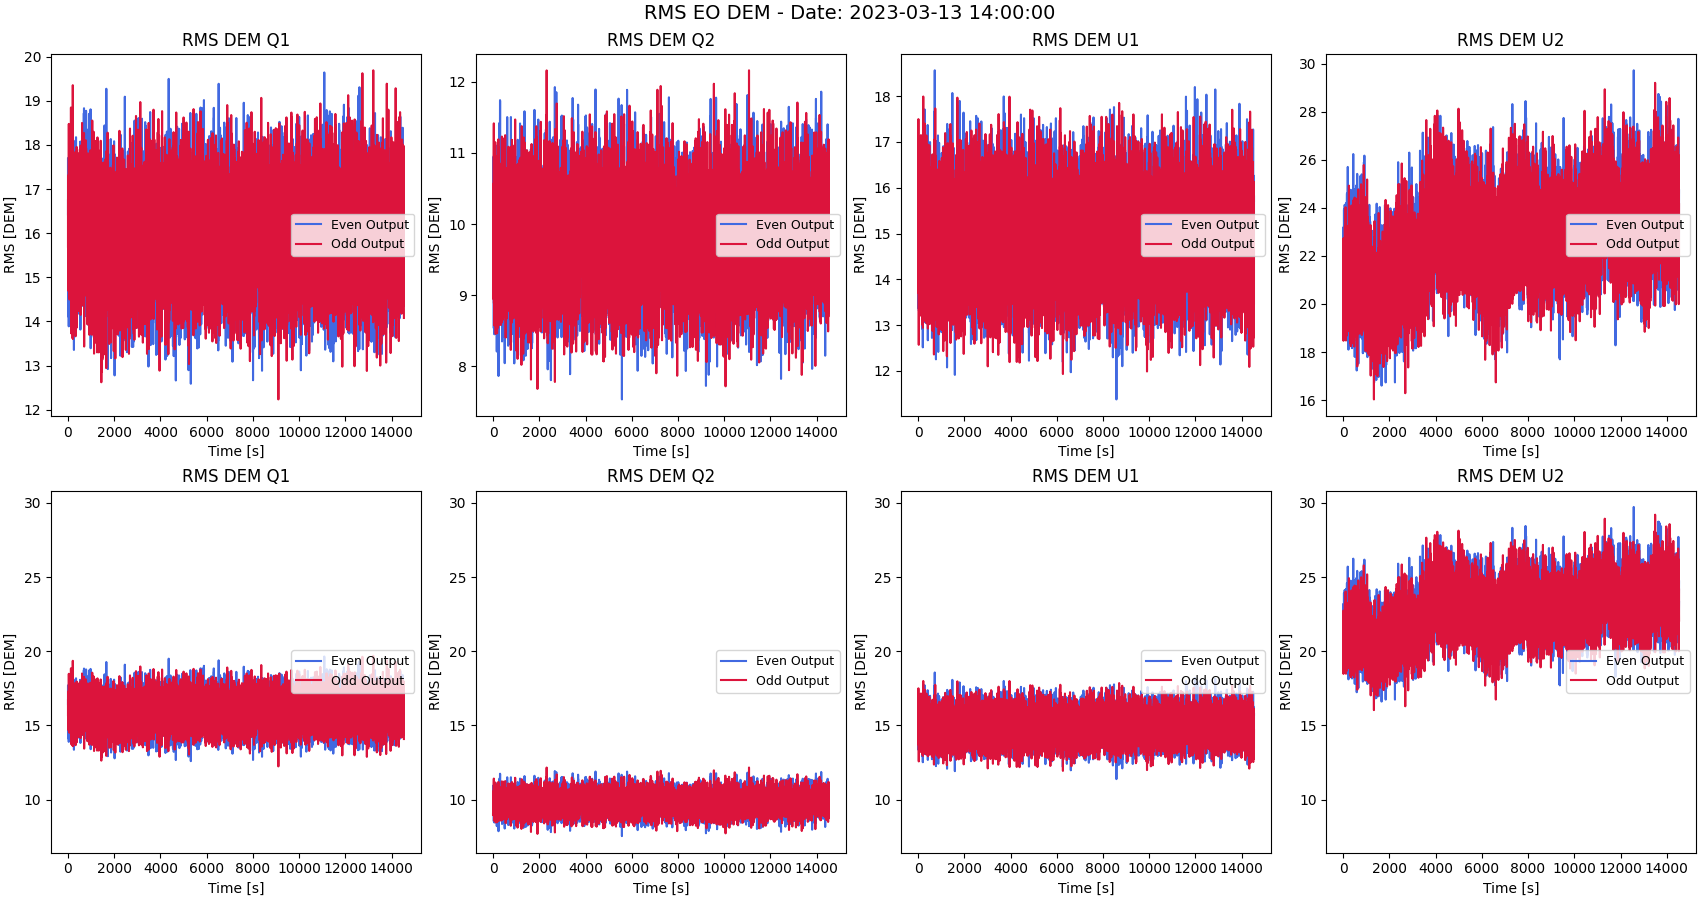 RMS EO DEM - Date: 2023-03-13 14:00:00
RMS DEM Q1
RMS [DEM]
20
19
18
17
16
15
14
13
12
Even Output
Odd Output
0 2000 4000 6000 8000 10000 12000 14000
Time [s]
RMS DEM Q2
RMS [DEM]
12
11
10
9
8
Even Output
Odd Output
0 2000 4000 6000 8000 10000 12000 14000
Time [s]
RMS DEM U1
RMS [DEM]
18
17
16
15
14
13
12
Even Output
Odd Output
0 2000 4000 6000 8000 10000 12000 14000
Time [s]
RMS DEM U2
RMS [DEM]
30
28
26
24
22
20
18
16
Even Output
Odd Output
0 2000 4000 6000 8000 10000 12000 14000
Time [s]
RMS DEM Q1
RMS [DEM]
30
25
20
15
10
Even Output
Odd Output
0 2000 4000 6000 8000 10000 12000 14000
Time [s]
RMS DEM Q2
RMS [DEM]
30
25
20
15
10
Even Output
Odd Output
0 2000 4000 6000 8000 10000 12000 14000
Time [s]
RMS DEM U1
RMS [DEM]
30
25
20
15
10
Even Output
Odd Output
0 2000 4000 6000 8000 10000 12000 14000
Time [s]
RMS DEM U2
RMS [DEM]
30
25
20
15
10
Even Output
Odd Output
0 2000 4000 6000 8000 10000 12000 14000
Time [s]